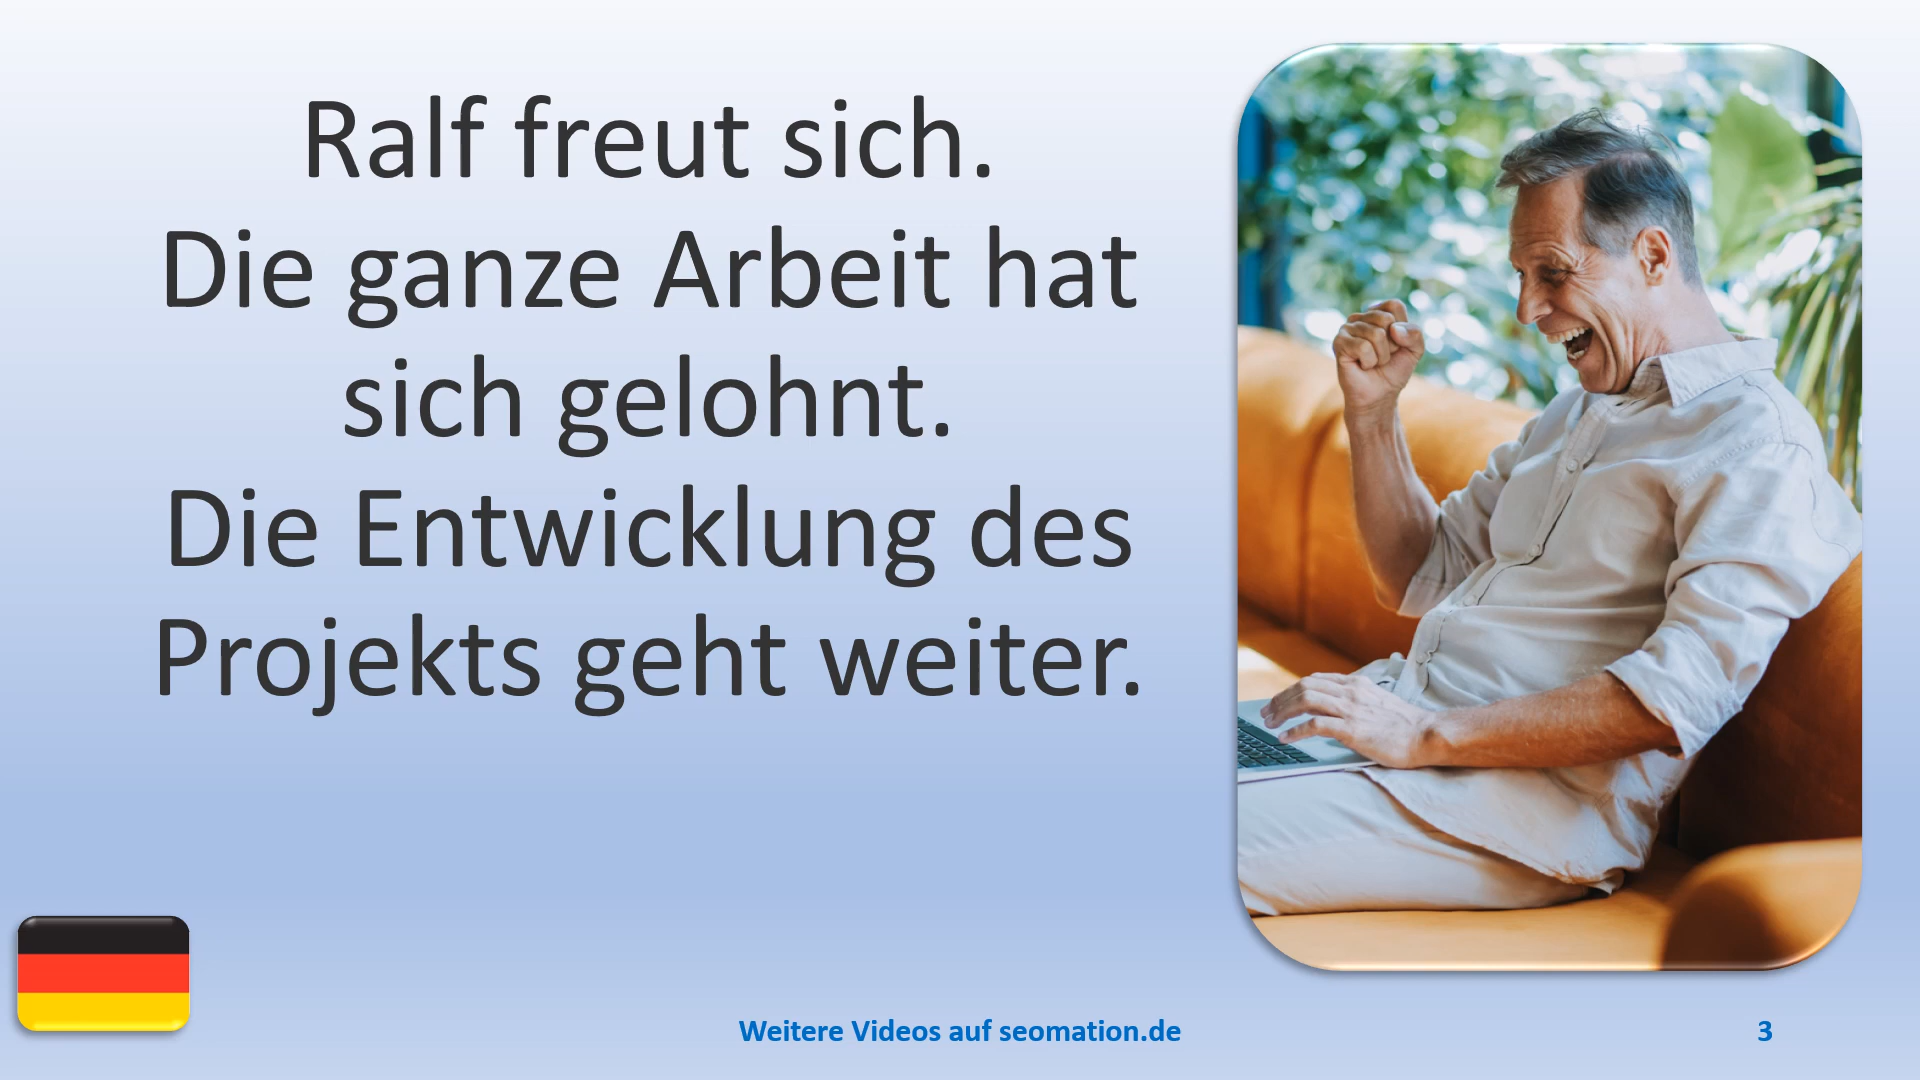 Ralf freut sich.
Die ganze Arbeit hat
sich gelohnt.
Die Entwicklung des
Projekts geht weiter.
Weitere Videos auf seomation.de
3